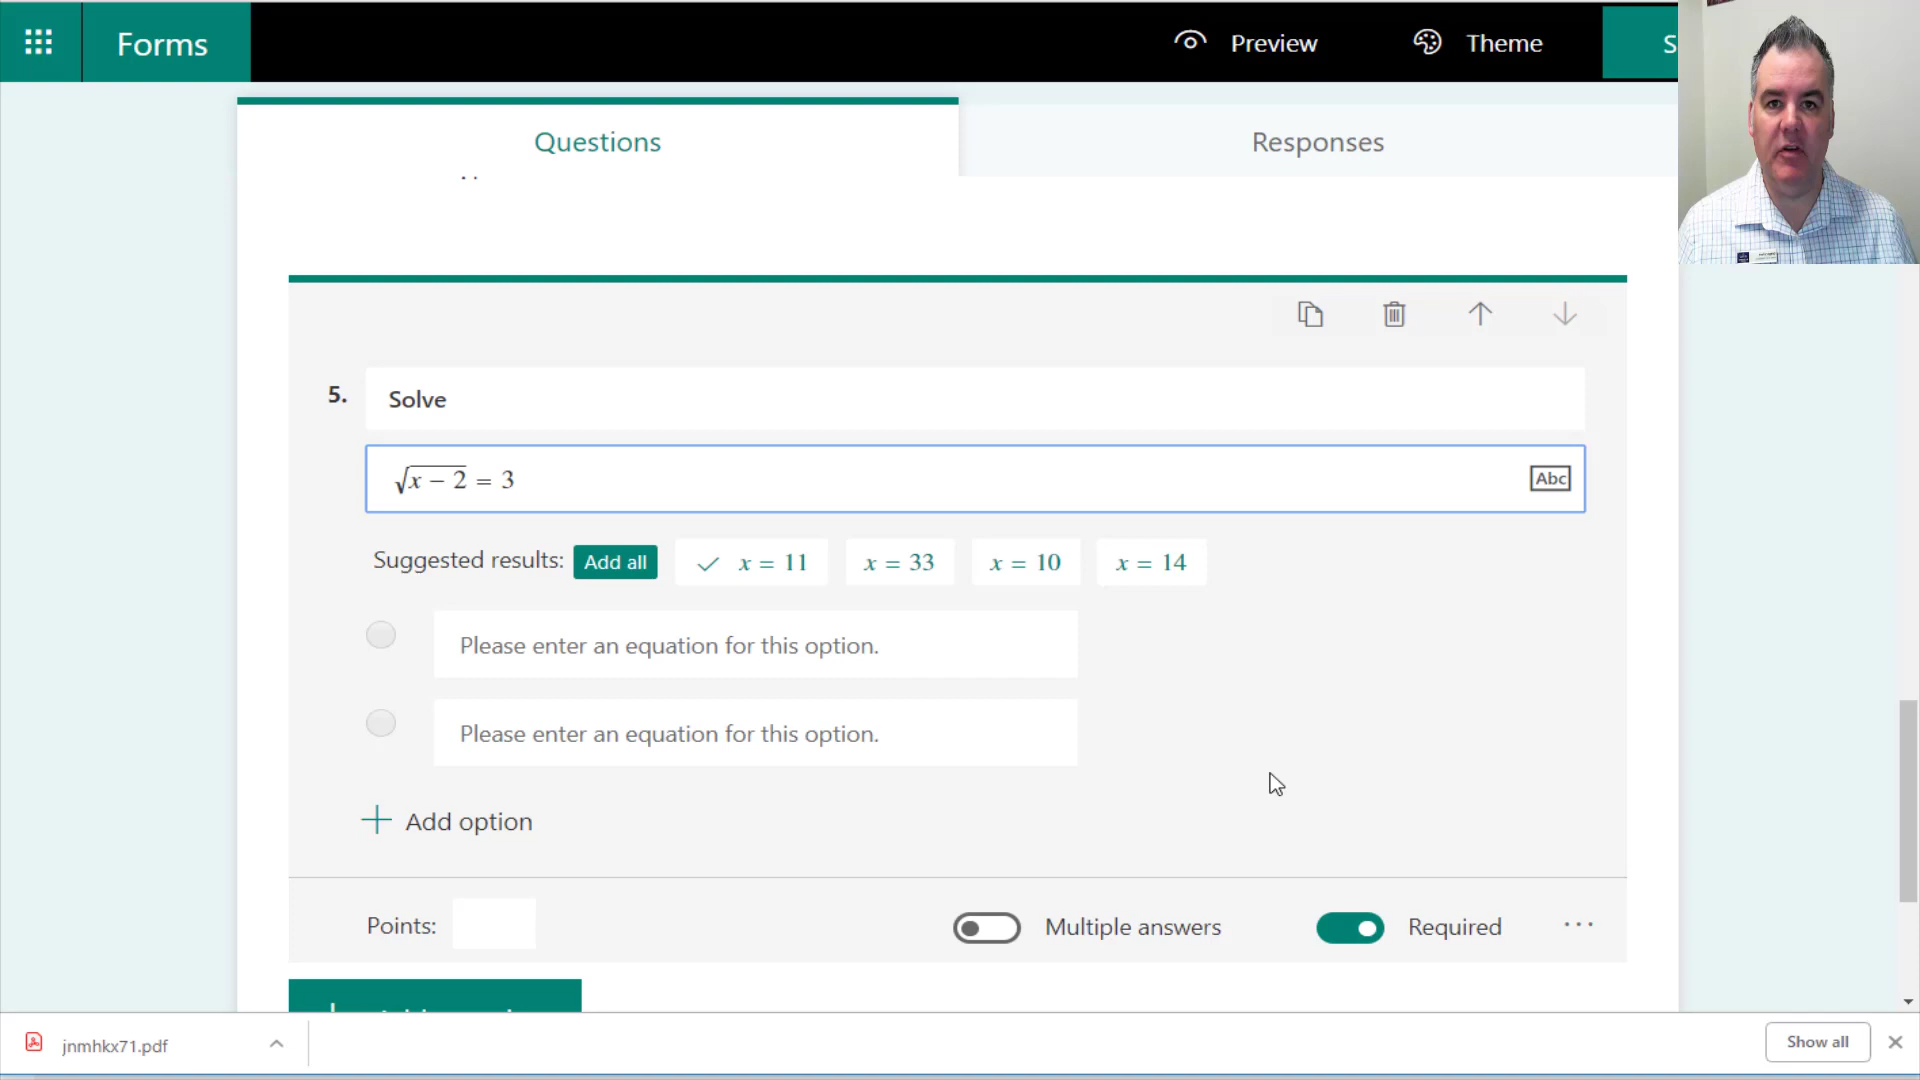 Forms
Preview
Theme
S
Questions
Responses
5.
Solve
√x − 2 = 3
Abc
Suggested results: Add all x = 11 x = 33 x = 10 x = 14
Please enter an equation for this option.
Please enter an equation for this option.
Add option
Points:
Multiple answers
Required
jnmhkx71.pdf
Show all